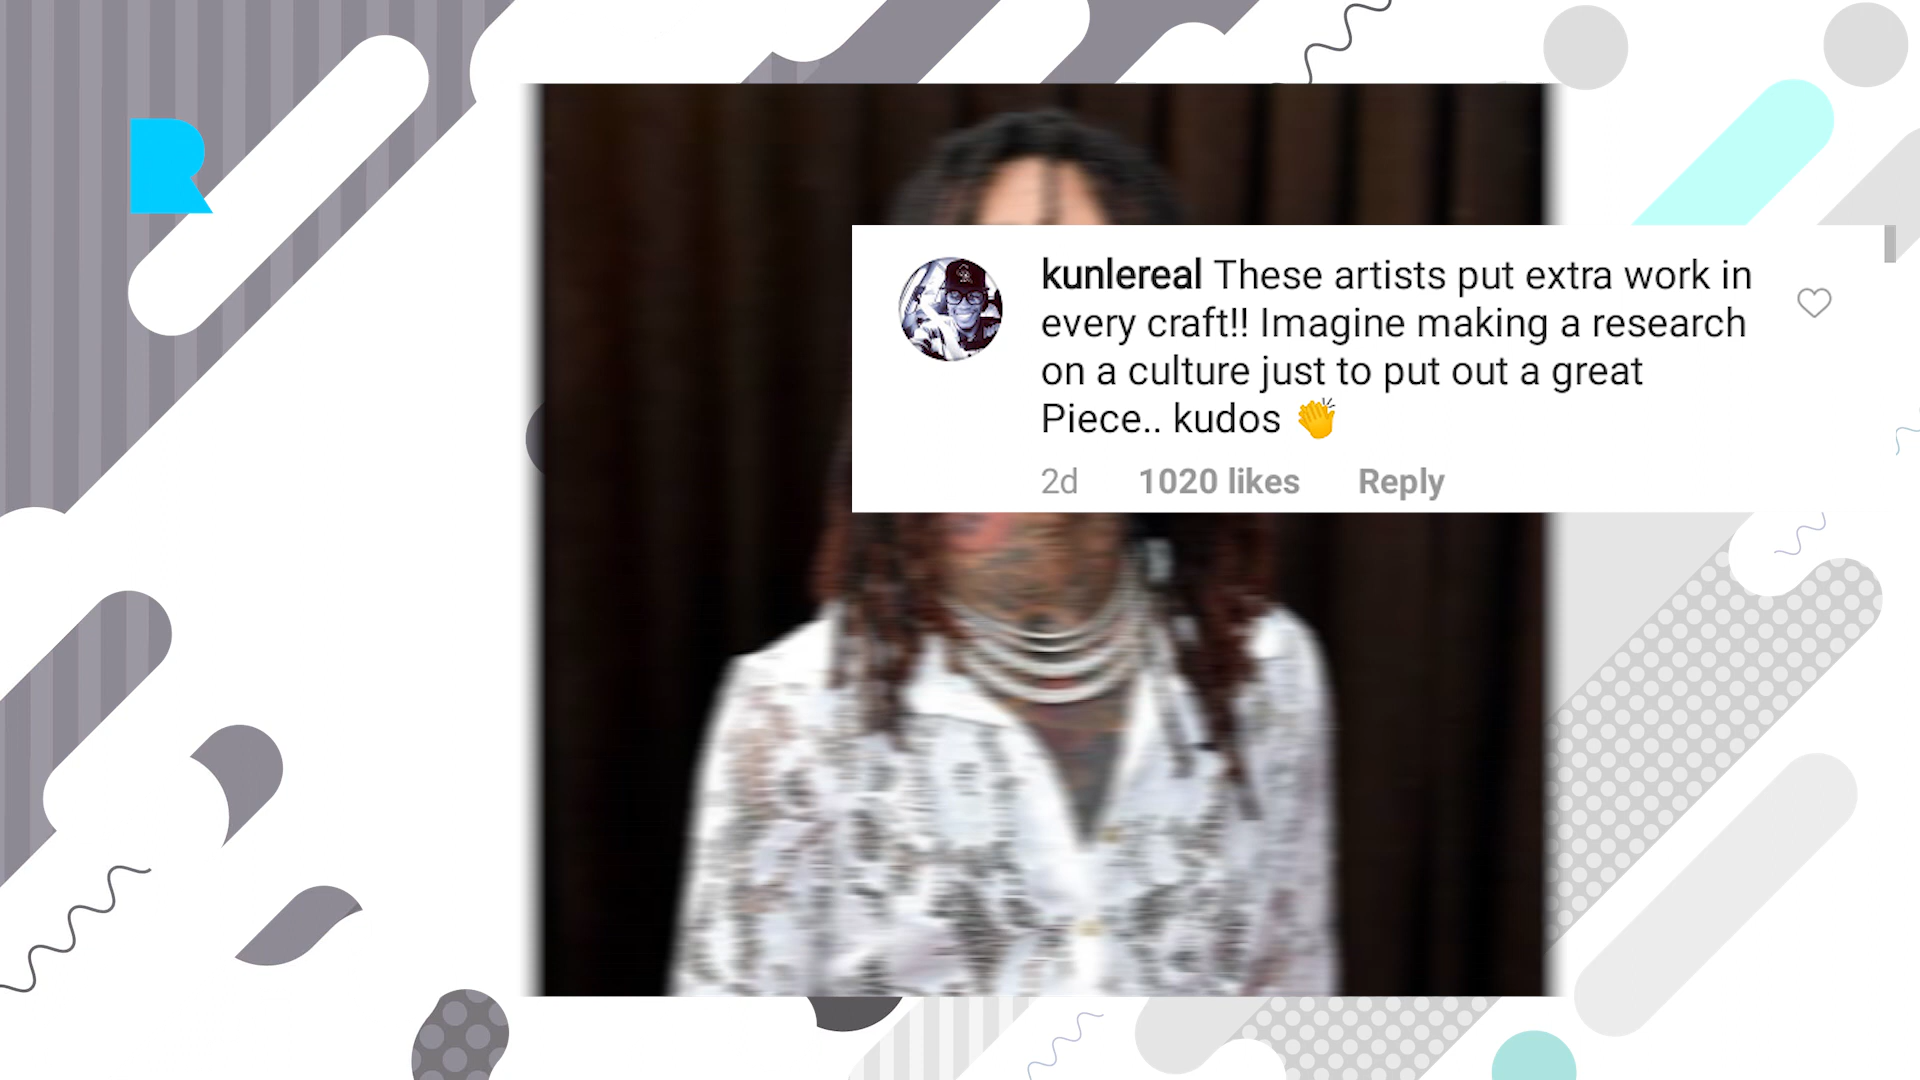 R
kunlereal These artists put extra work in
every craft!! Imagine making a research
on a culture just to put out a great
Piece.. kudos 👏
2d 1020 likes Reply